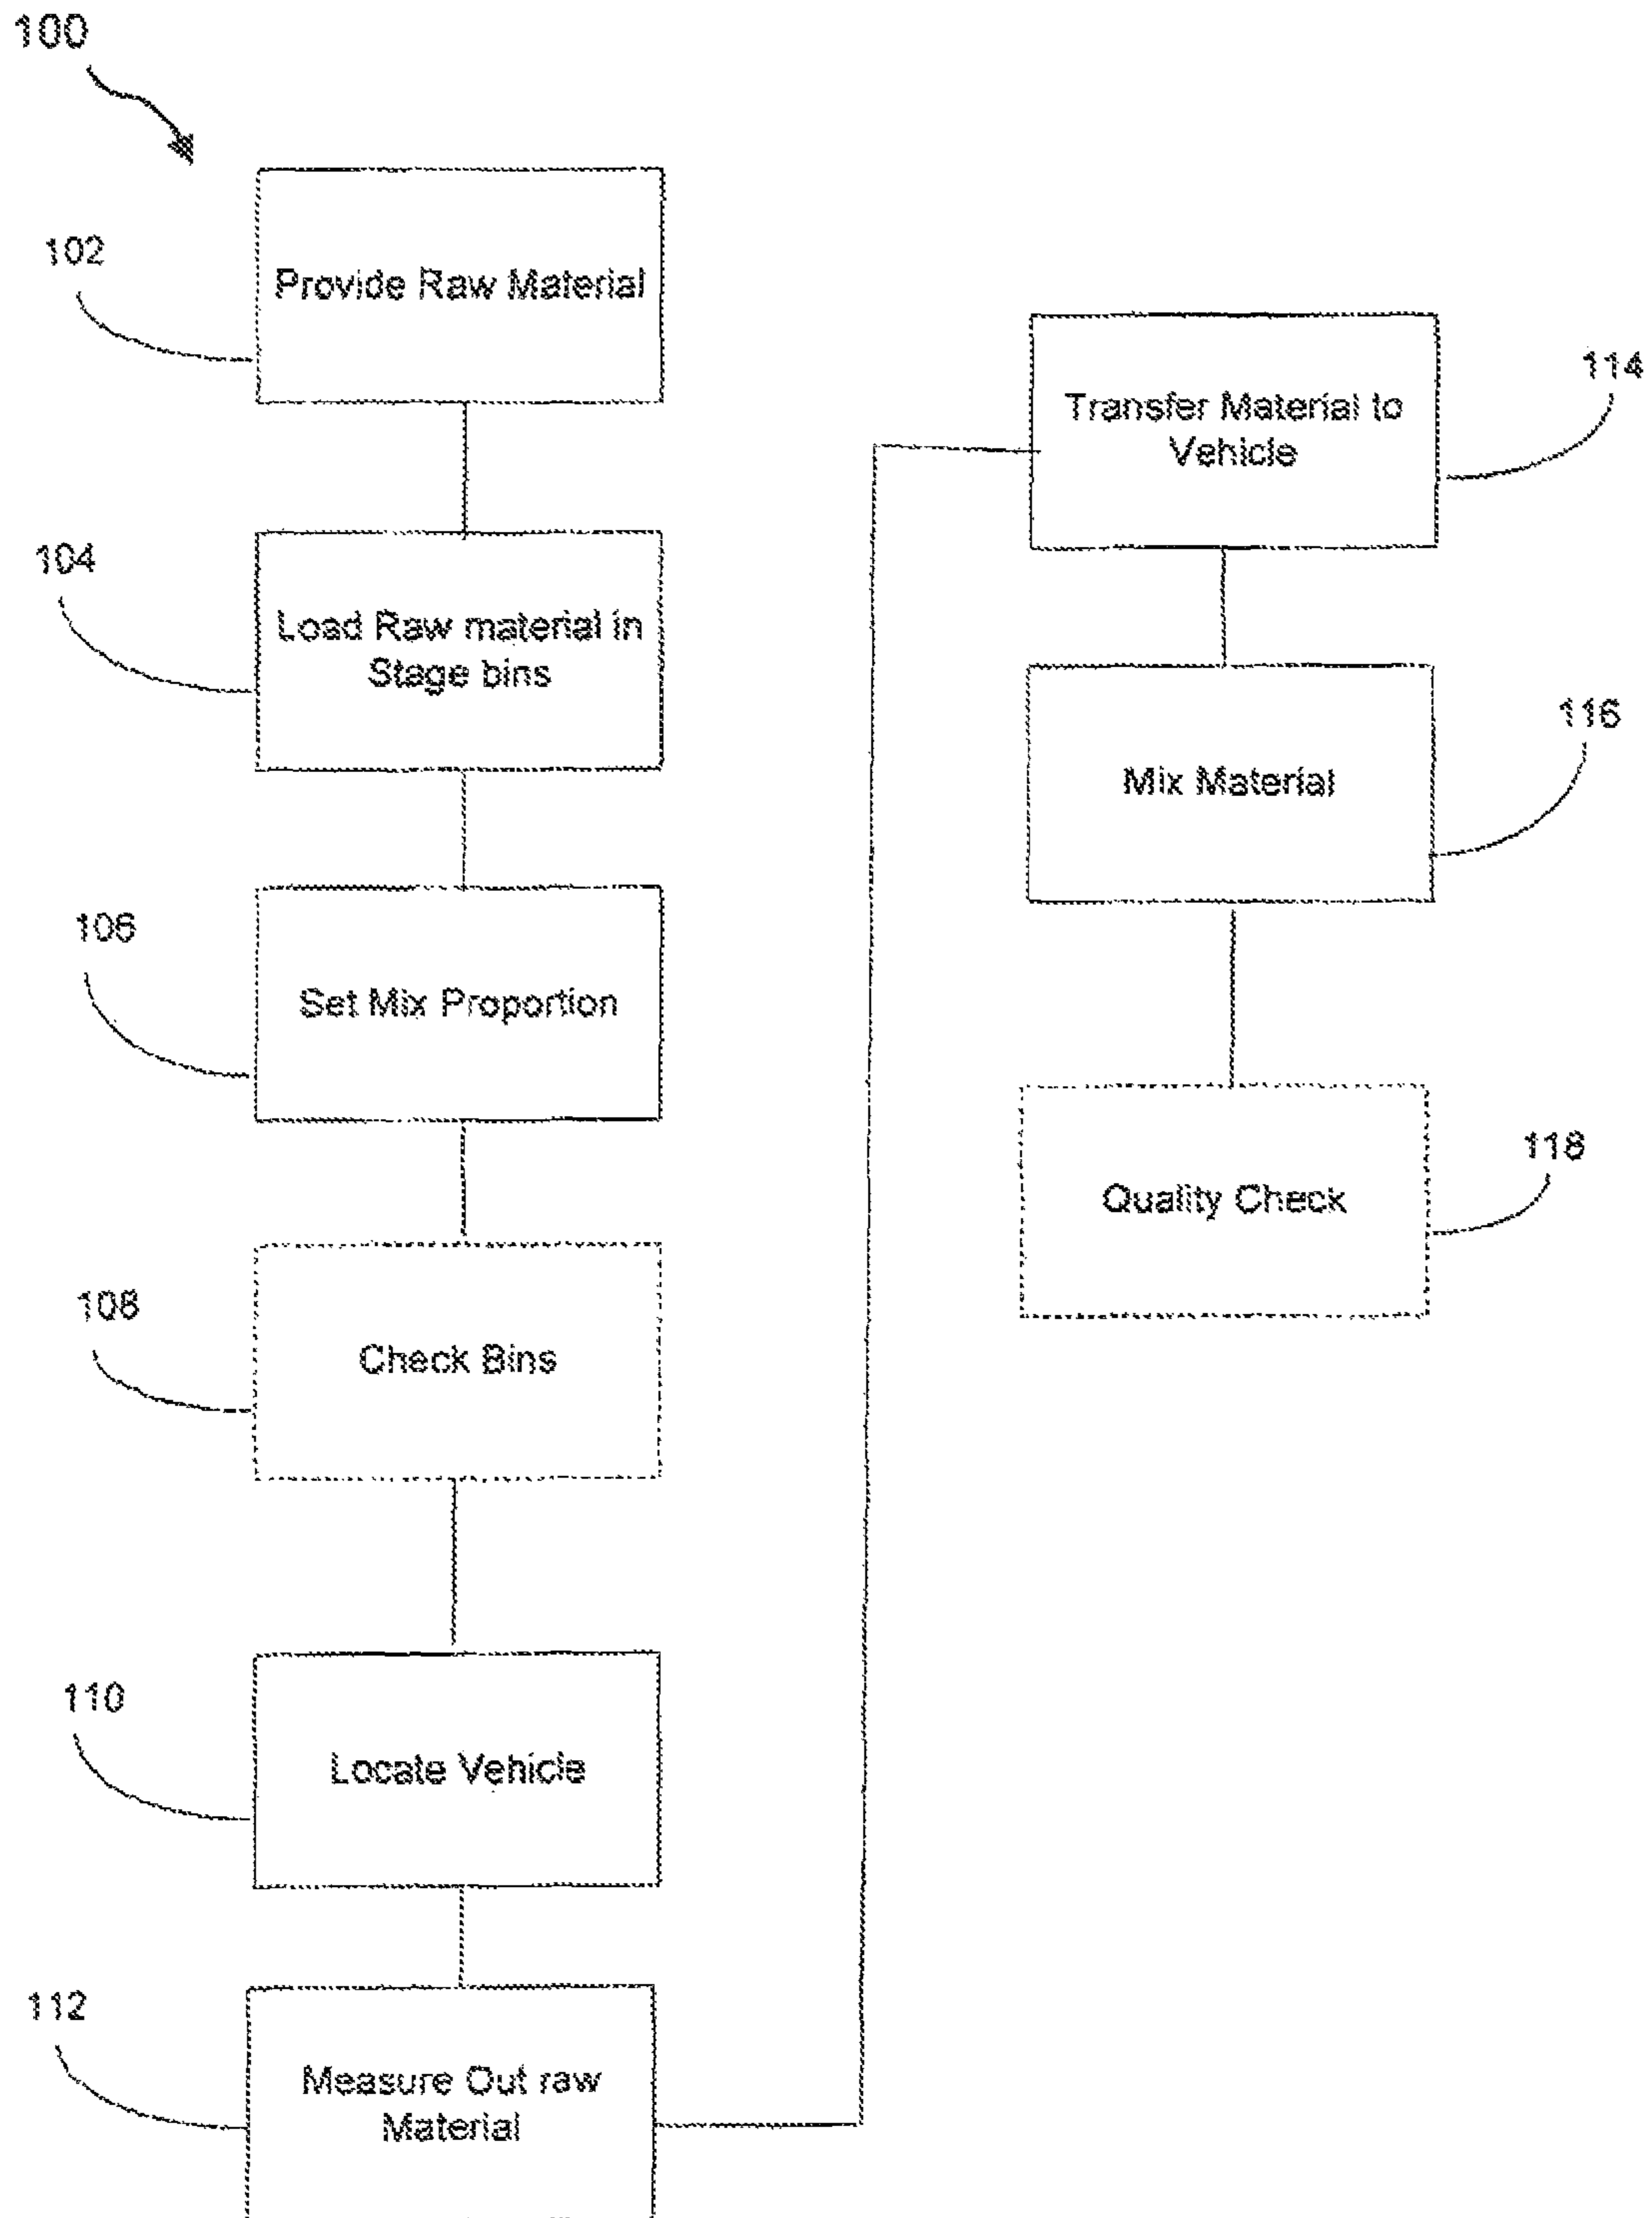 100
102
Provide Raw Material
104
Load Raw material in
Stage bins
106
Set Mix Proportion
108
Check Bins
110
Locate Vehicle
112
Measure Out raw
Material
Transfer Material to
Vehicle
114
Mix Material
116
Quality Check
118